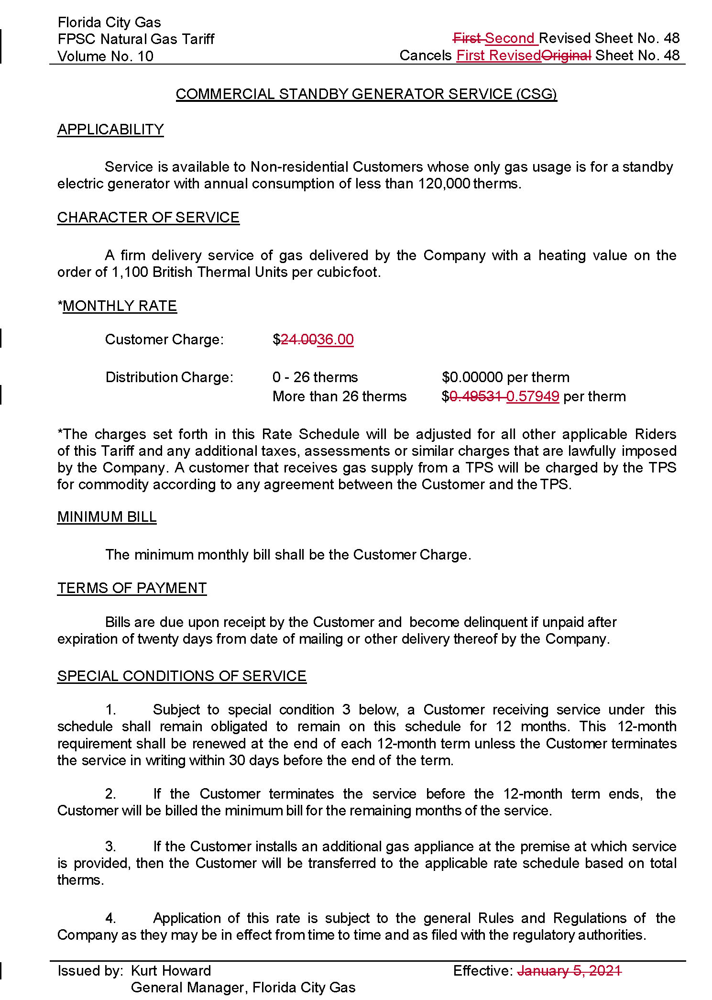 Florida City Gas
FPSC Natural Gas Tariff
First Second Revised Sheet No. 48
Volume No. 10
Cancels First RevisedOriginal Sheet No. 48
COMMERCIAL STANDBY GENERATOR SERVICE (CSG)
APPLICABILITY
Service is available to Non-residential Customers whose only gas usage is for a standby
electric generator with annual consumption of less than 120,000 therms.
CHARACTER OF SERVICE
A firm delivery service of gas delivered by the Company with a heating value on the
order of 1,100 British Thermal Units per cubic foot.
*MONTHLY RATE
Customer Charge: $24.0036.00
Distribution Charge: 0 - 26 therms $0.00000 per therm
More than 26 therms $0.49531 0.57949 per therm
*The charges set forth in this Rate Schedule will be adjusted for all other applicable Riders
of this Tariff and any additional taxes, assessments or similar charges that are lawfully imposed
by the Company. A customer that receives gas supply from a TPS will be charged by the TPS
for commodity according to any agreement between the Customer and the TPS.
MINIMUM BILL
The minimum monthly bill shall be the Customer Charge.
TERMS OF PAYMENT
Bills are due upon receipt by the Customer and become delinquent if unpaid after
expiration of twenty days from date of mailing or other delivery thereof by the Company.
SPECIAL CONDITIONS OF SERVICE
1. Subject to special condition 3 below, a Customer receiving service under this
schedule shall remain obligated to remain on this schedule for 12 months. This 12-month
requirement shall be renewed at the end of each 12-month term unless the Customer terminates
the service in writing within 30 days before the end of the term.
2. If the Customer terminates the service before the 12-month term ends, the
Customer will be billed the minimum bill for the remaining months of the service.
3. If the Customer installs an additional gas appliance at the premise at which service
is provided, then the Customer will be transferred to the applicable rate schedule based on total
therms.
4. Application of this rate is subject to the general Rules and Regulations of the
Company as they may be in effect from time to time and as filed with the regulatory authorities.
Issued by: Kurt Howard Effective: January 5, 2021
General Manager, Florida City Gas